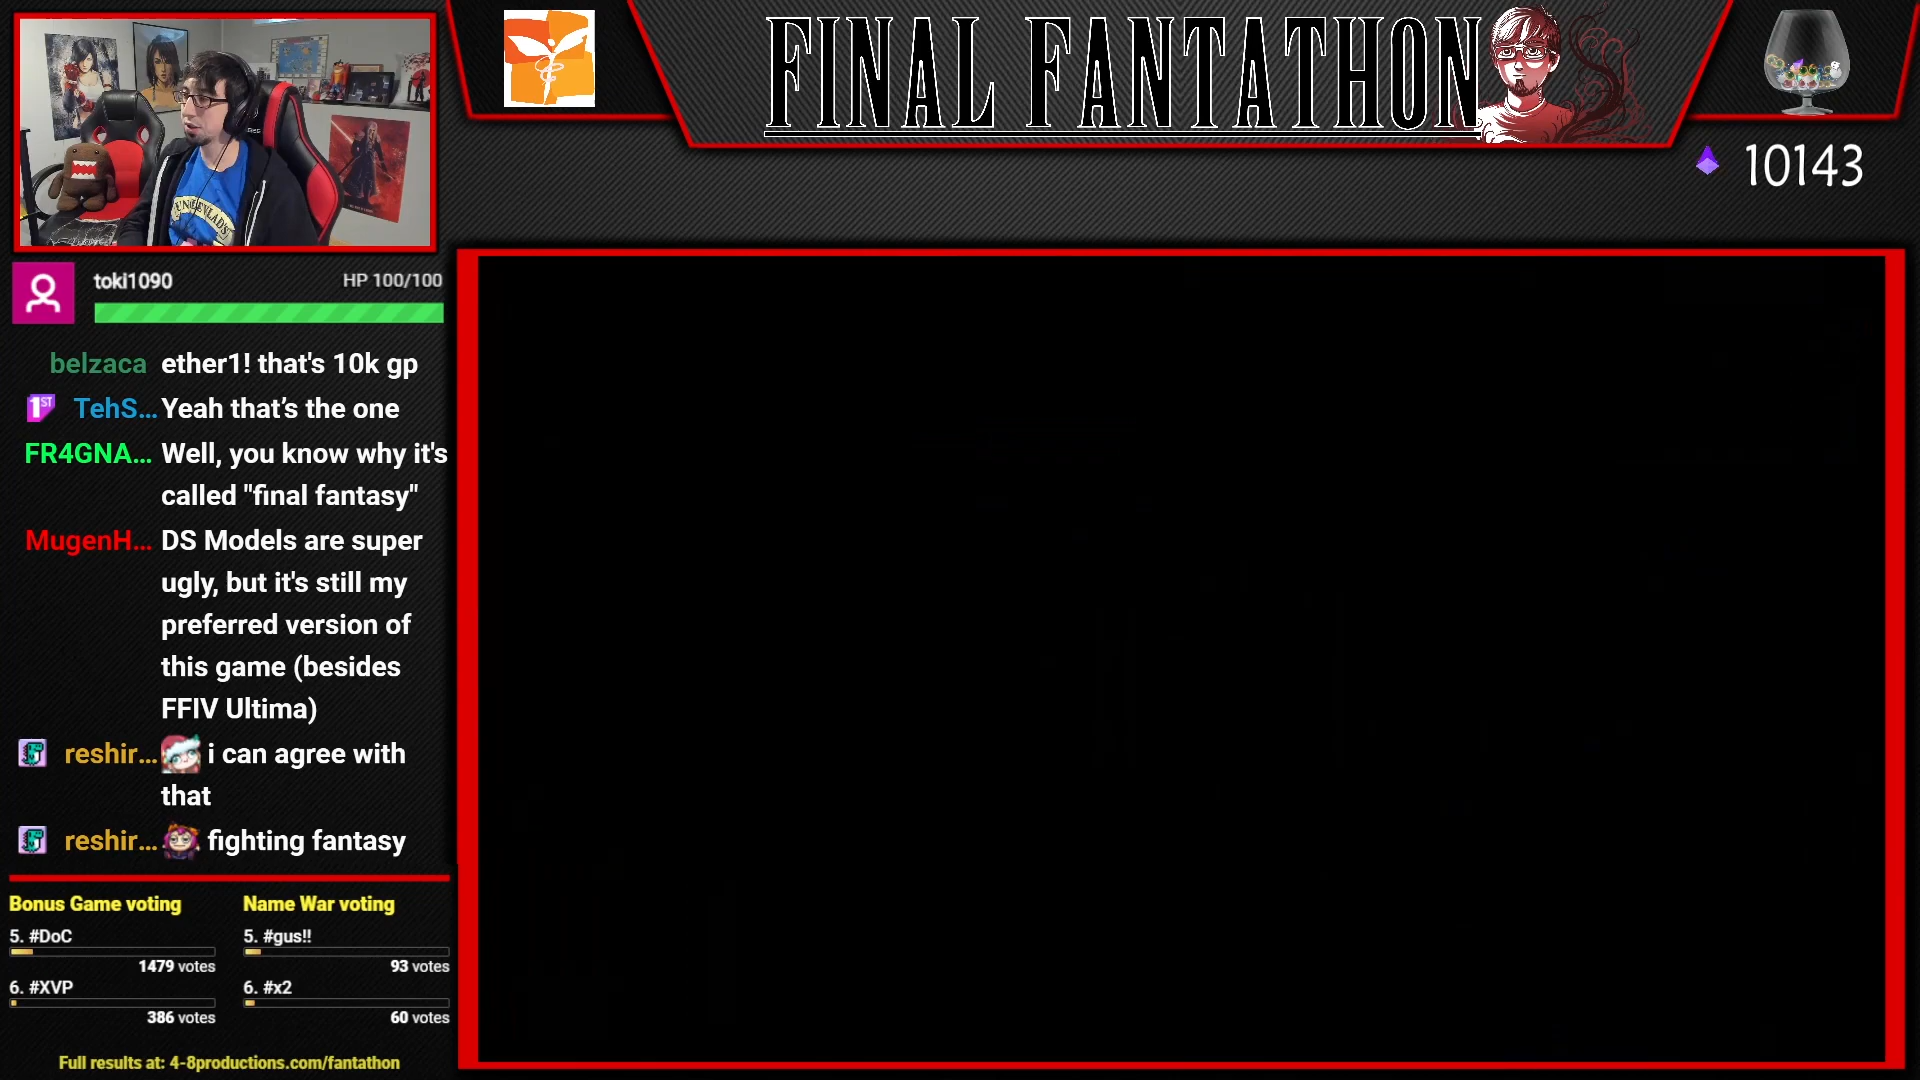 FINAL FANTATHON
10143
toki1090
HP 100/100
belzaca ether1! that's 10k gp
TehS… Yeah that’s the one
FR4GNA… Well, you know why it's
called "final fantasy"
MugenH… DS Models are super
ugly, but it's still my
preferred version of
this game (besides
FFIV Ultima)
reshir… i can agree with
that
reshir… fighting fantasy
Bonus Game voting
5. #DoC
1479 votes
6. #XVP
386 votes
Name War voting
5. #gus!!
93 votes
6. #x2
60 votes
Full results at: 4-8productions.com/fantathon